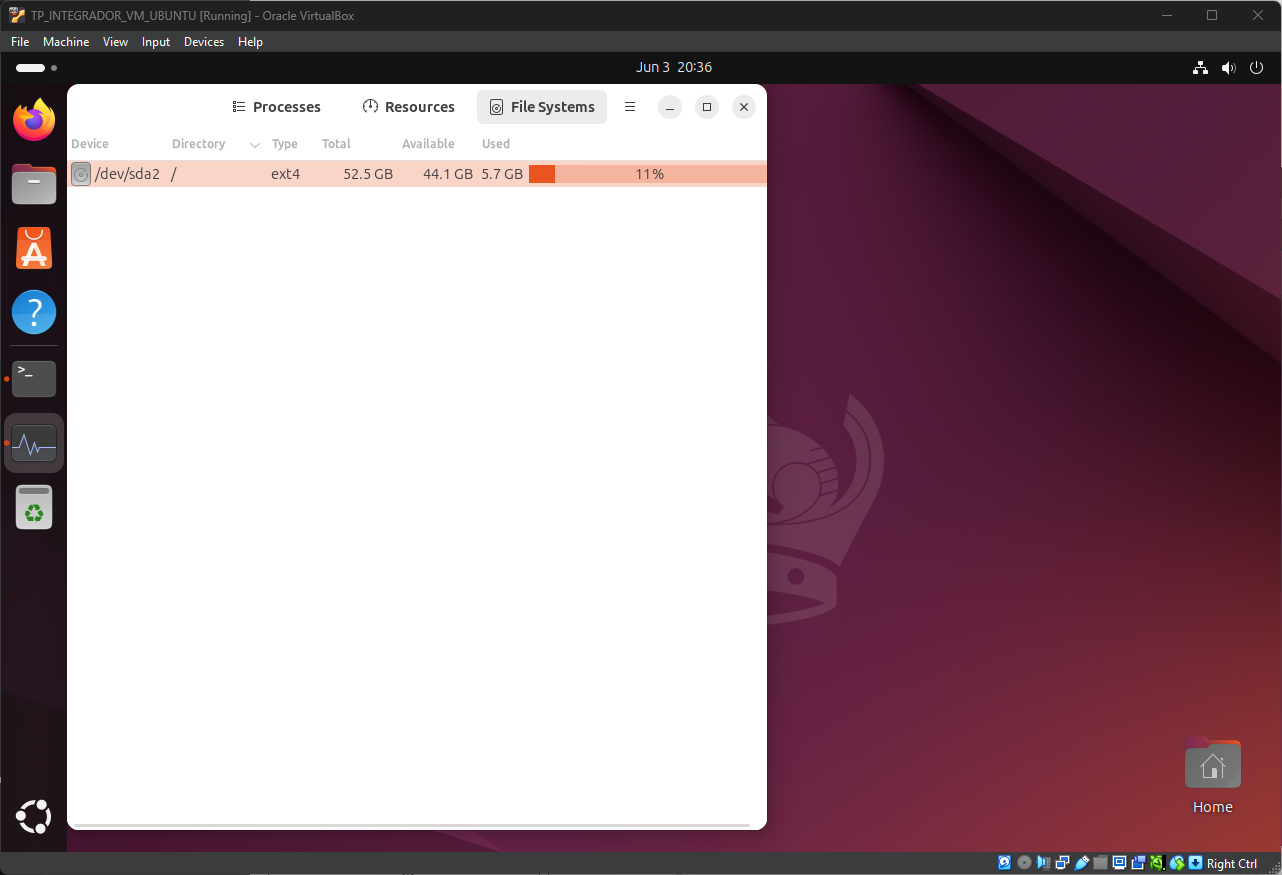 TP_INTEGRADOR_VM_UBUNTU [Running] - Oracle VirtualBox
File Machine View Input Devices Help
Jun 3 20:36
Processes Resources File Systems
Device Directory Type Total Available Used
/dev/sda2 / ext4 52.5 GB 44.1 GB 5.7 GB 11%
Home
Right Ctrl